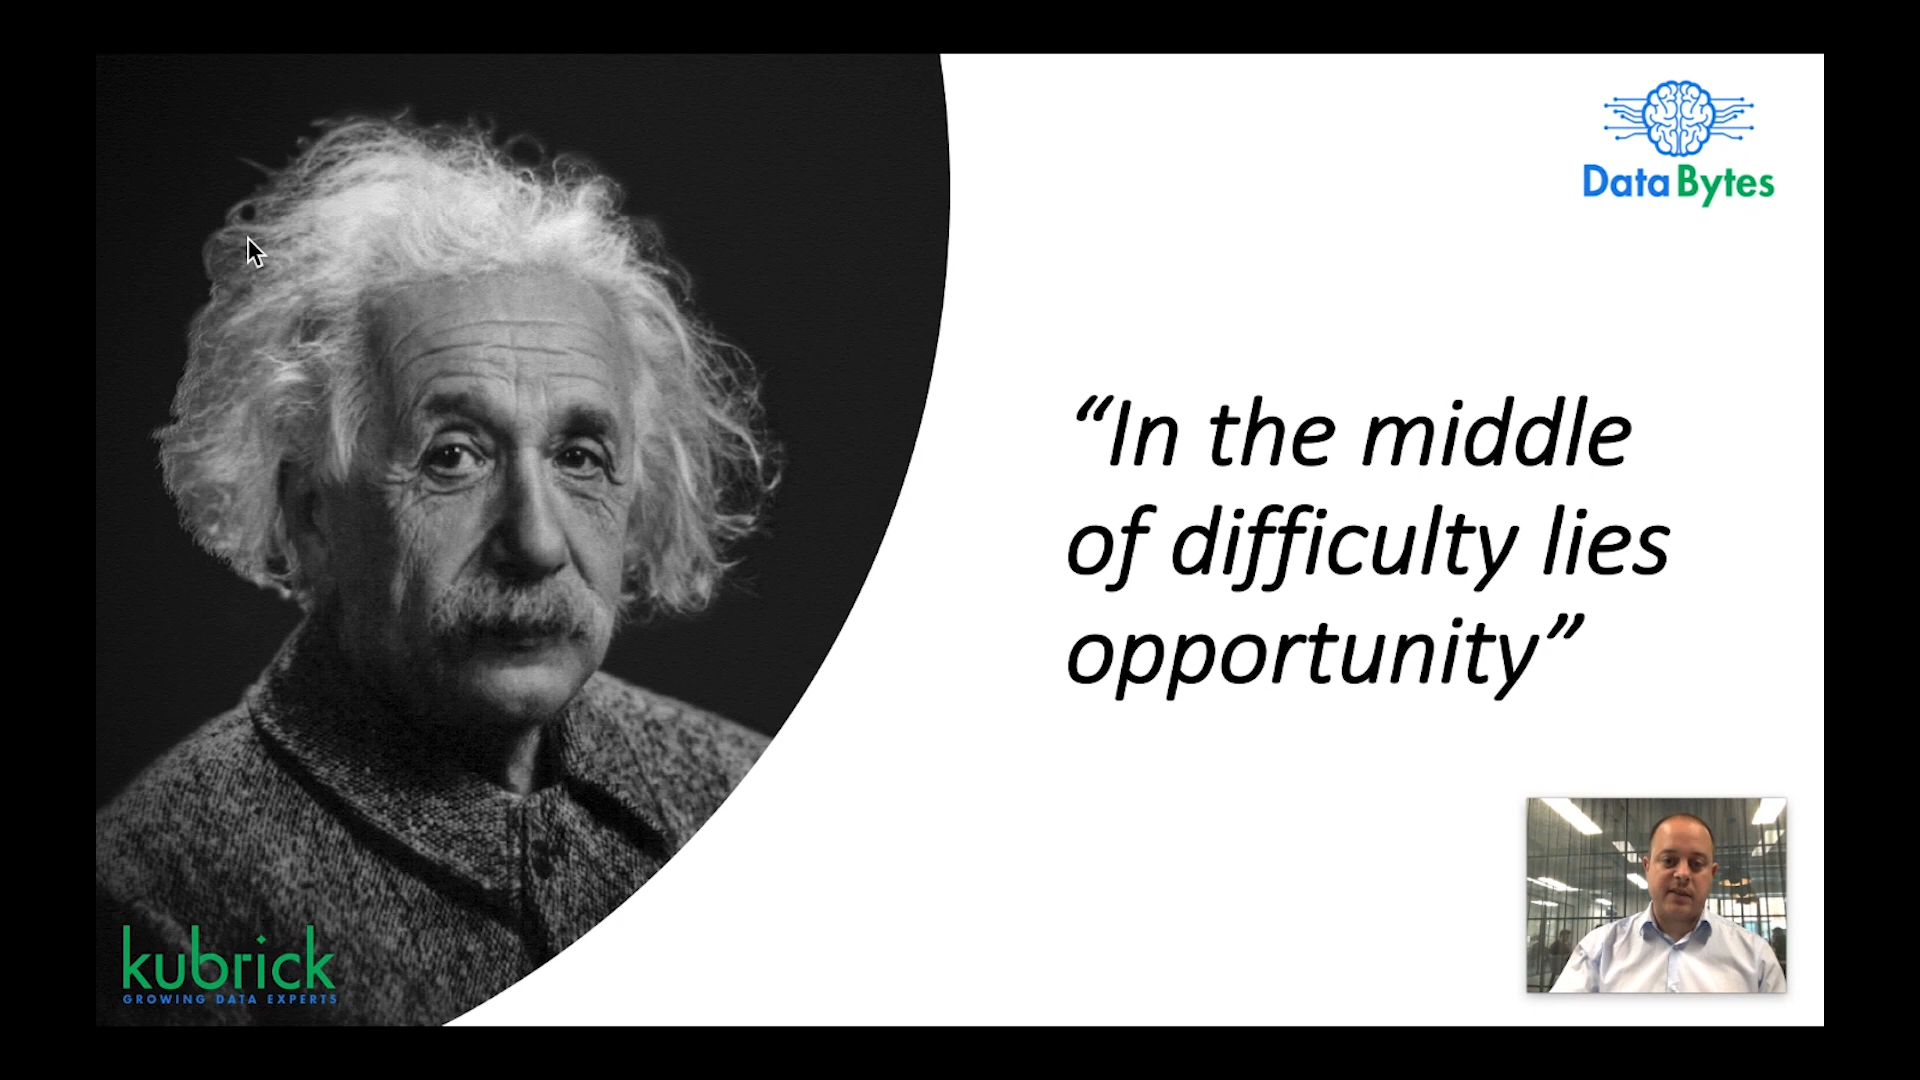 Data Bytes
“In the middle
of difficulty lies
opportunity”
kubrick
GROWING DATA EXPERTS